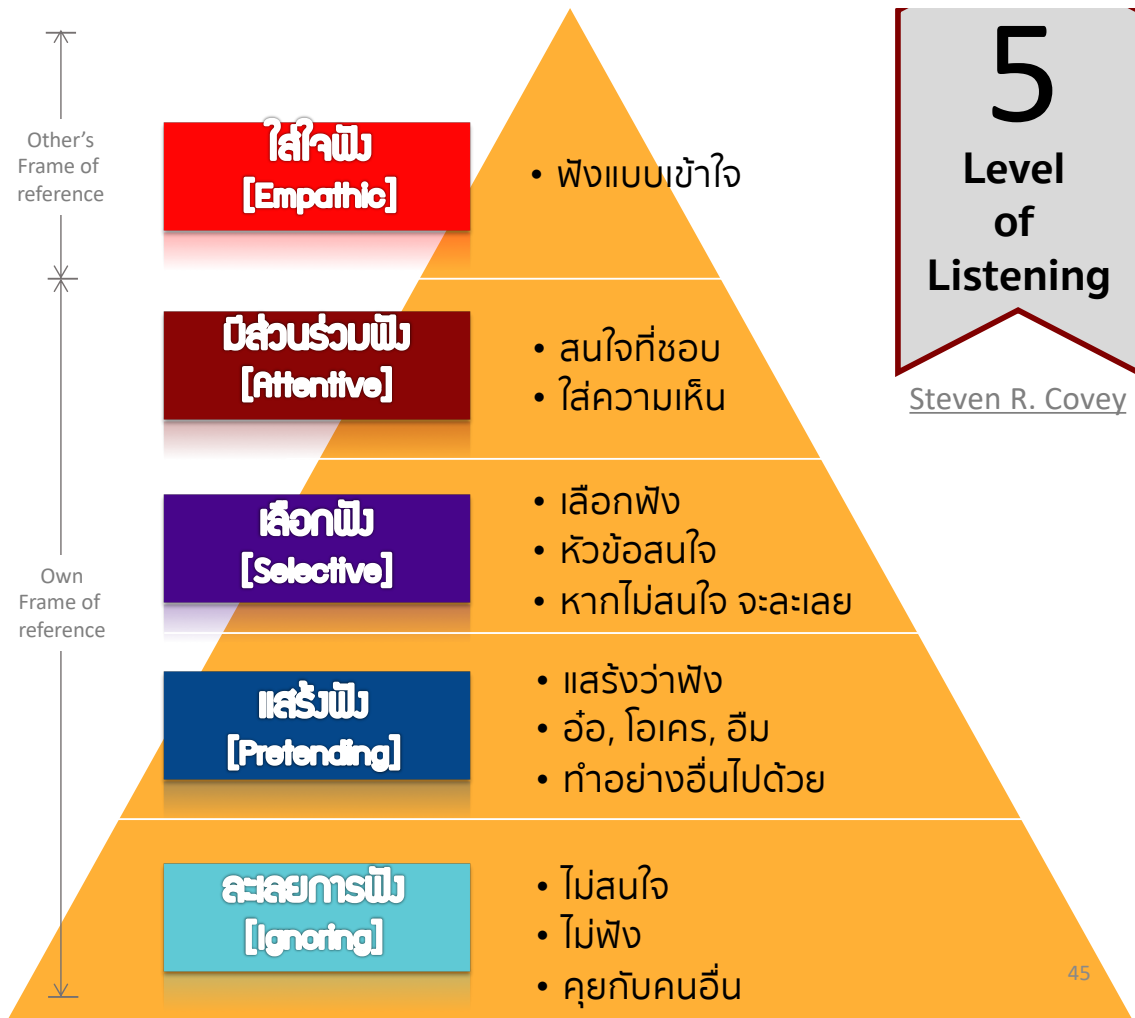 5
Level
of
Listening
Steven R. Covey
Other's
Frame of
reference
ใส่ใจฟัง
[Empathic]
• ฟังแบบเข้าใจ
มีส่วนร่วมฟัง
[Attentive]
• สนใจที่ชอบ
• ใส่ความเห็น
Own
Frame of
reference
เลือกฟัง
[Selective]
• เลือกฟัง
• หัวข้อสนใจ
• หากไม่สนใจ จะละเลย
แสร้งฟัง
[Pretending]
• แสร้งว่าฟัง
• อ๋อ, โอเคร, อืม
• ทำอย่างอื่นไปด้วย
ละเลยการฟัง
[Ignoring]
• ไม่สนใจ
• ไม่ฟัง
• คุยกับคนอื่น
45